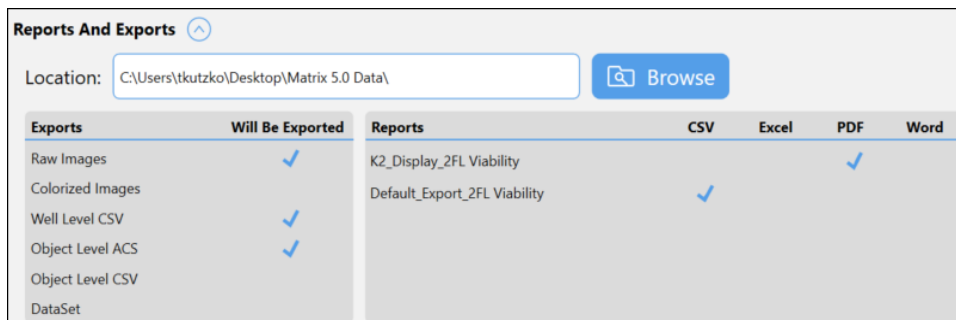 Reports And Exports
Location: C:\Users\tkutzko\Desktop\Matrix 5.0 Data\ Browse
Exports Will Be Exported
Raw Images
Colorized Images
Well Level CSV
Object Level ACS
Object Level CSV
DataSet
Reports CSV Excel PDF Word
K2_Display_2FL Viability
Default_Export_2FL Viability